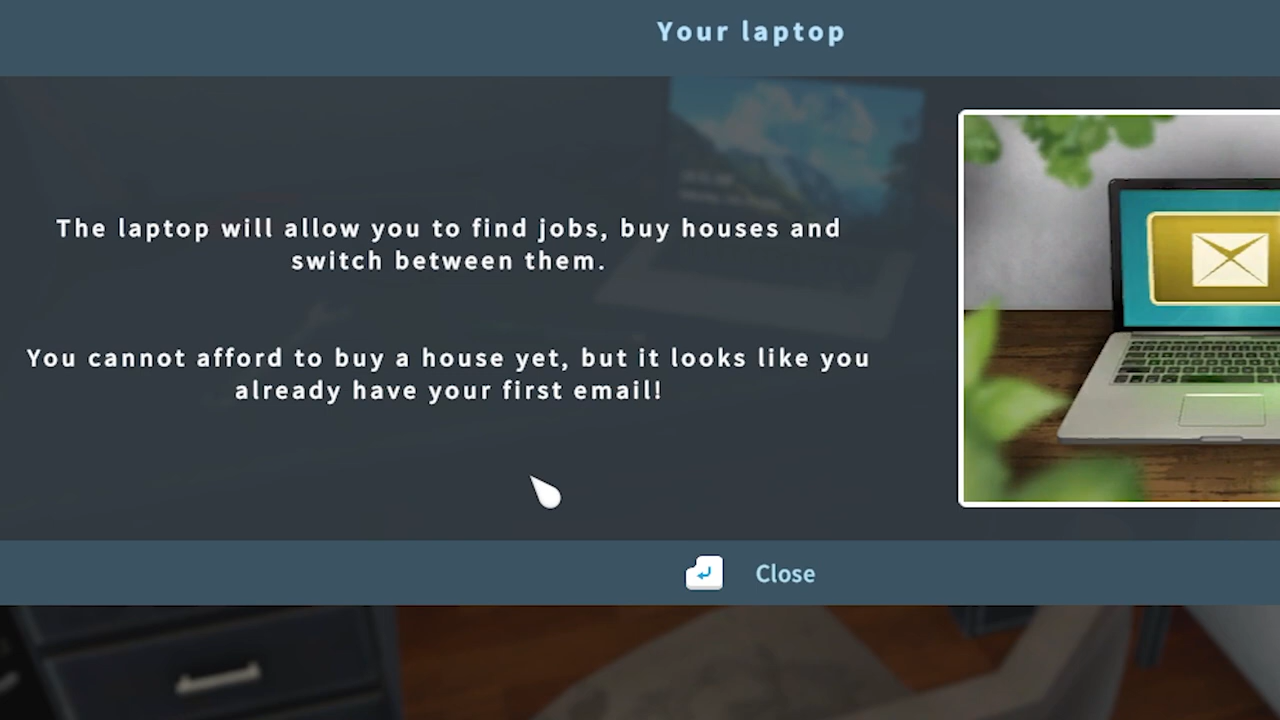 Your laptop
The laptop will allow you to find jobs, buy houses and
switch between them.
You cannot afford to buy a house yet, but it looks like you
already have your first email!
Close